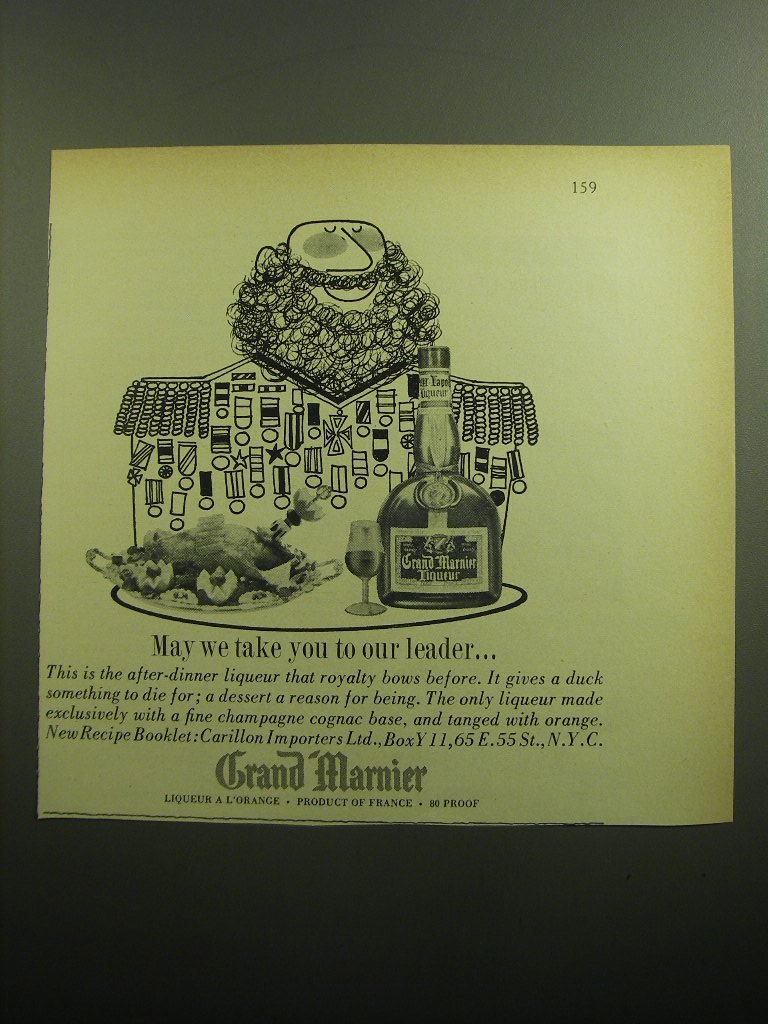 159
M Lapo
Liqueur
Grand Marnier
Liqueur
May we take you to our leader...
This is the after-dinner liqueur that royalty bows before. It gives a duck
something to die for; a dessert a reason for being. The only liqueur made
exclusively with a fine champagne cognac base, and tanged with orange.
New Recipe Booklet: Carillon Importers Ltd., Box Y 11, 65 E. 55 St., N.Y.C.
Grand Marnier
LIQUEUR A L'ORANGE • PRODUCT OF FRANCE • 80 PROOF